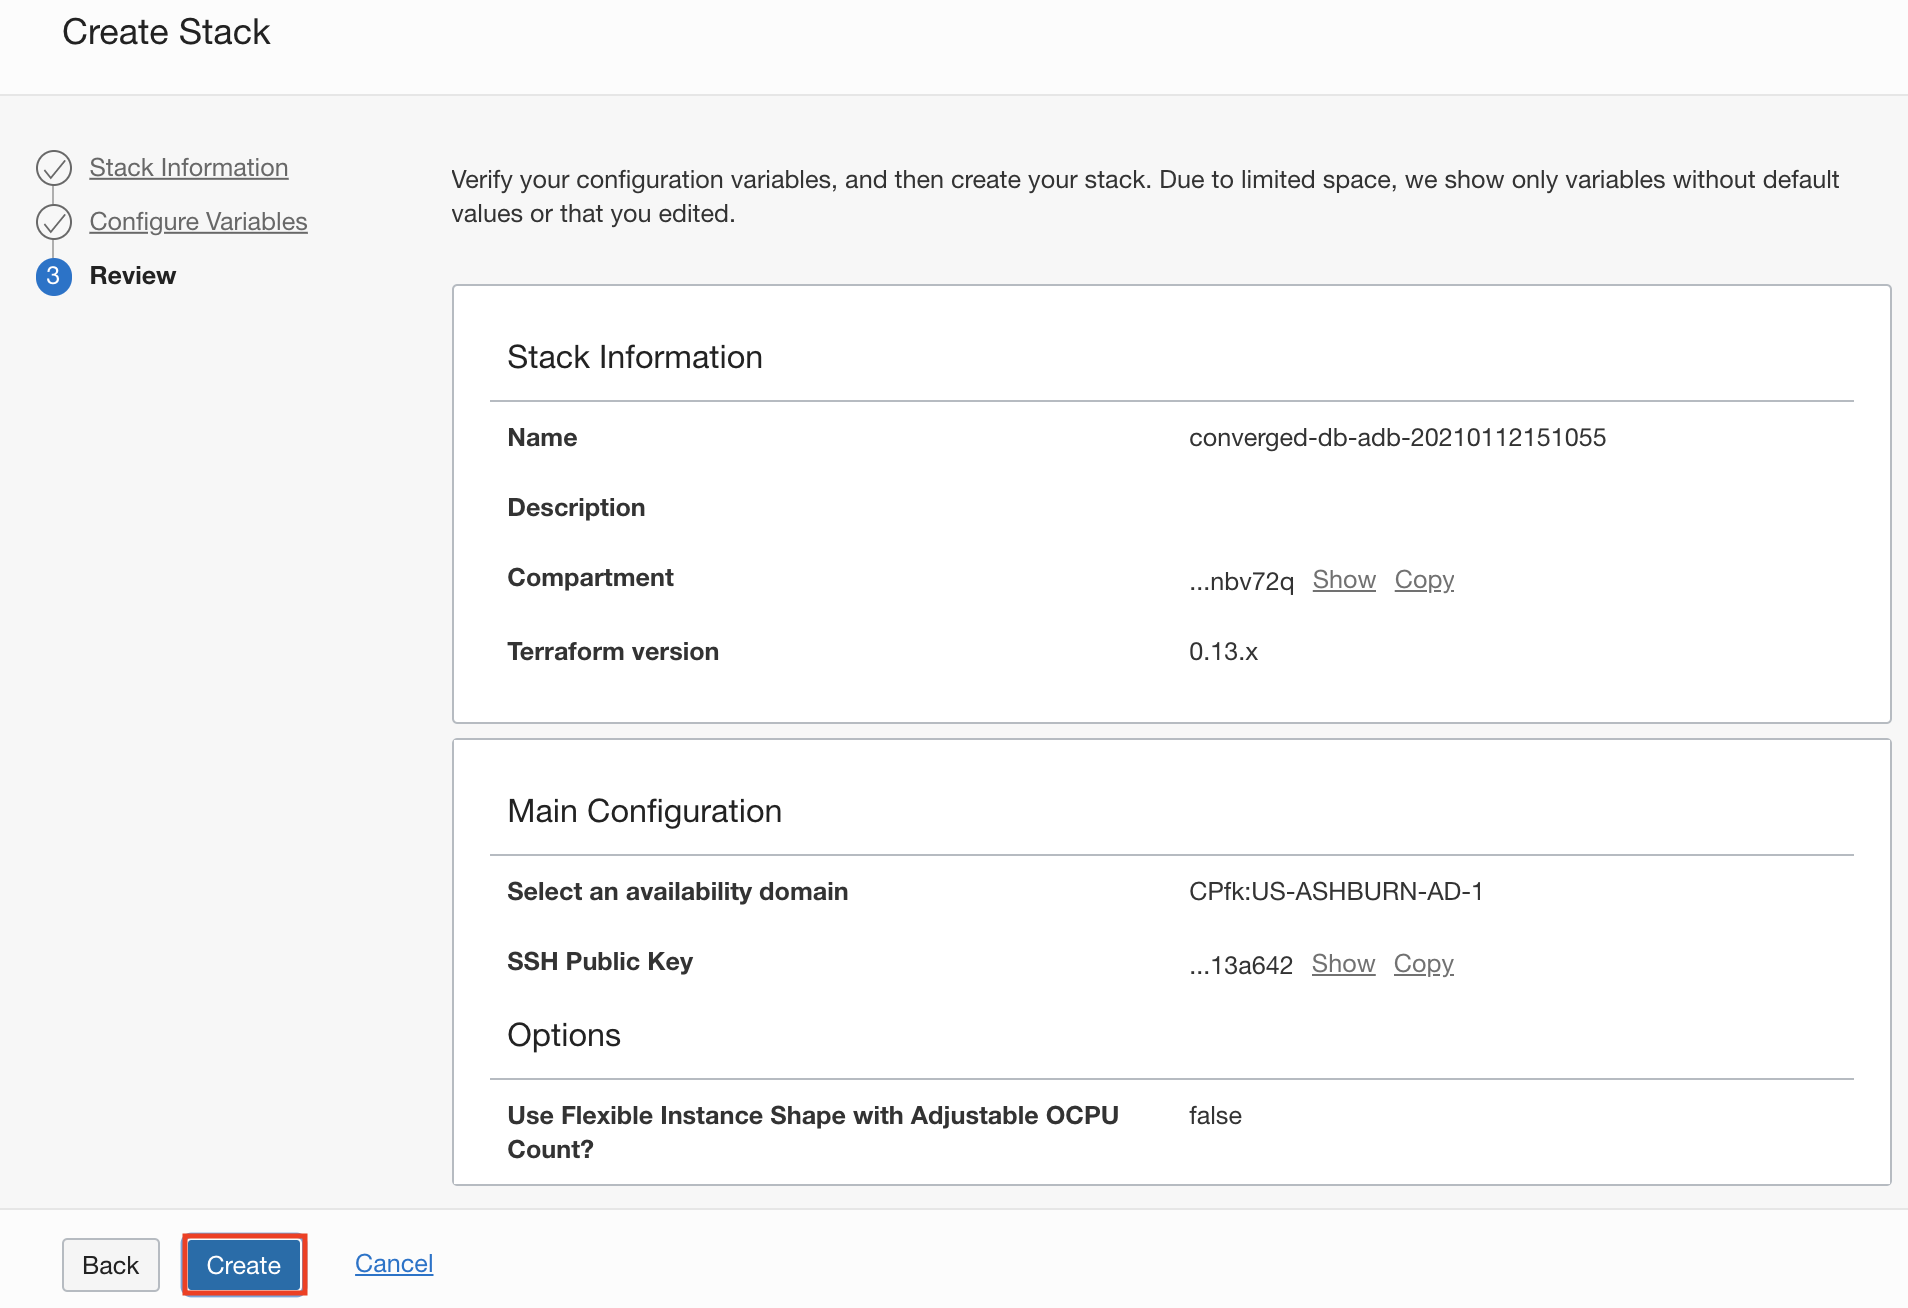 Create Stack
Stack Information
Configure Variables
3 Review
Verify your configuration variables, and then create your stack. Due to limited space, we show only variables without default
values or that you edited.
Stack Information
Name converged-db-adb-20210112151055
Description
Compartment ...nbv72q Show Copy
Terraform version 0.13.x
Main Configuration
Select an availability domain CPfk:US-ASHBURN-AD-1
SSH Public Key ...13a642 Show Copy
Options
Use Flexible Instance Shape with Adjustable OCPU false
Count?
Back Create Cancel